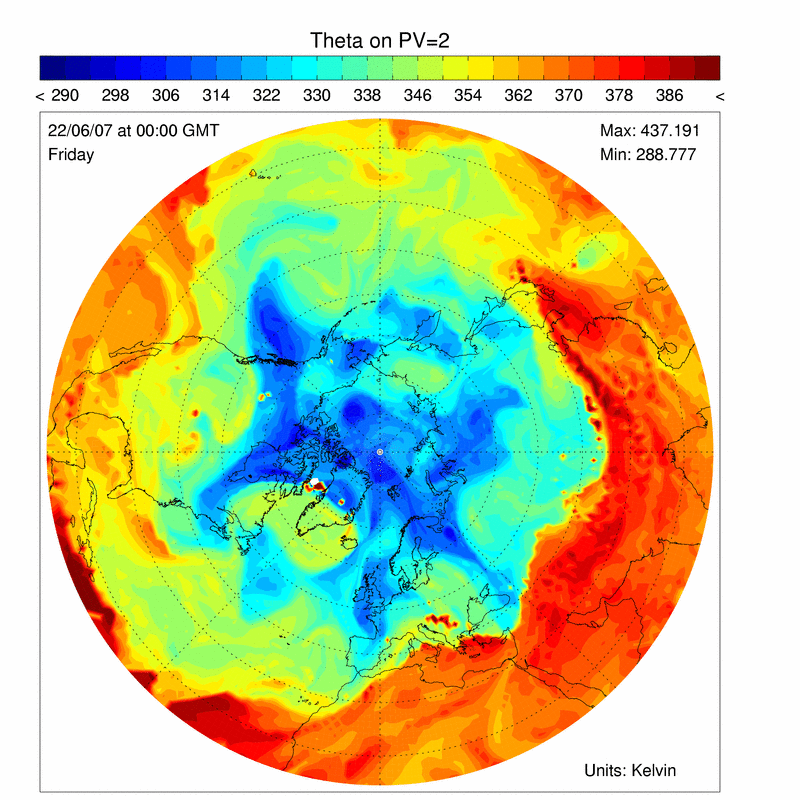 Theta on PV=2
< 290 298 306 314 322 330 338 346 354 362 370 378 386 <
22/06/07 at 00:00 GMT Max: 437.191
Friday Min: 288.777
Units: Kelvin